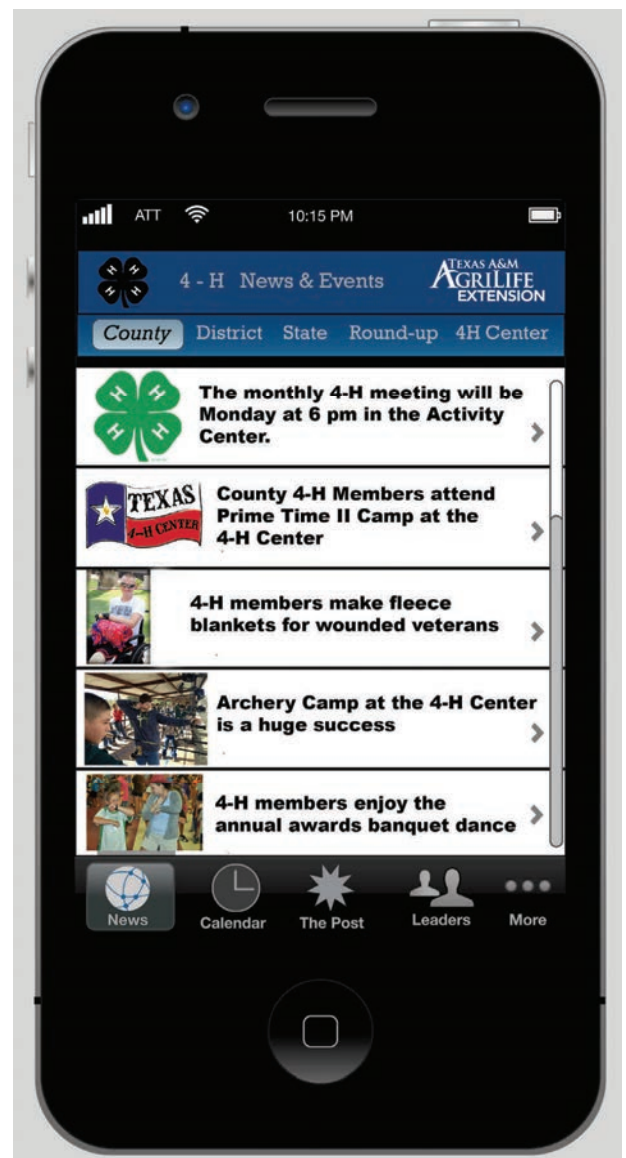 ATT 10:15 PM
H H H H
4 - H News & Events
TEXAS A&M
AGRILIFE
EXTENSION
County District State Round-up 4H Center
H H H H
The monthly 4-H meeting will be
Monday at 6 pm in the Activity
Center.
TEXAS
4-H CENTER
County 4-H Members attend
Prime Time II Camp at the
4-H Center
4-H members make fleece
blankets for wounded veterans
Archery Camp at the 4-H Center
is a huge success
4-H members enjoy the
annual awards banquet dance
News Calendar The Post Leaders More